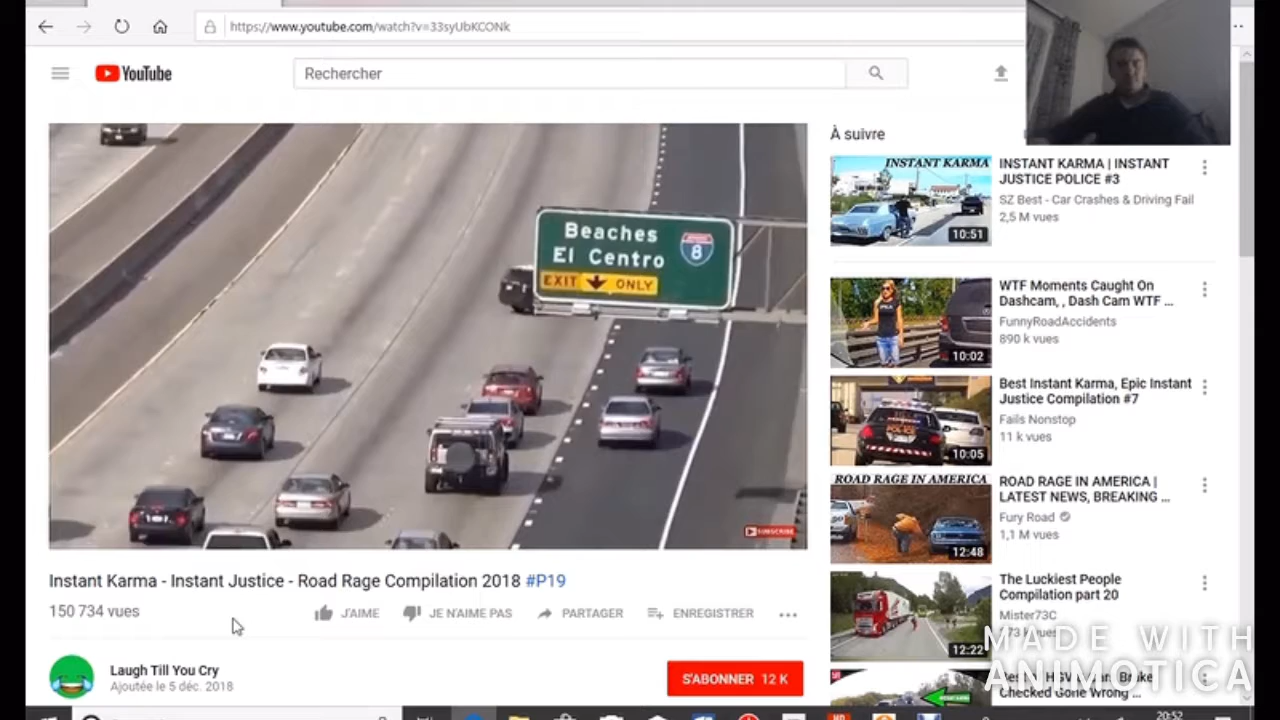 https://www.youtube.com/watch?v=33syUbKCONk
YouTube
Rechercher
Beaches
El Centro
INTERSTATE
8
EXIT ONLY
SUBSCRIBE
Instant Karma - Instant Justice - Road Rage Compilation 2018 #P19
150 734 vues
J'AIME
JE N'AIME PAS
PARTAGER
ENREGISTRER
Laugh Till You Cry
Ajoutée le 5 déc. 2018
S'ABONNER 12 K
À suivre
INSTANT KARMA
10:51
INSTANT KARMA | INSTANT
JUSTICE POLICE #3
SZ Best - Car Crashes & Driving Fail
2,5 M vues
10:02
WTF Moments Caught On
Dashcam, , Dash Cam WTF ...
FunnyRoadAccidents
890 k vues
POLICE
10:05
Best Instant Karma, Epic Instant
Justice Compilation #7
Fails Nonstop
11 k vues
ROAD RAGE IN AMERICA
12:48
ROAD RAGE IN AMERICA |
LATEST NEWS, BREAKING ...
Fury Road
1,1 M vues
12:22
The Luckiest People
Compilation part 20
Mister73C
73 k vues
Checked Gone Wrong ...
MADE WITH
ANIMOTICA
20:52